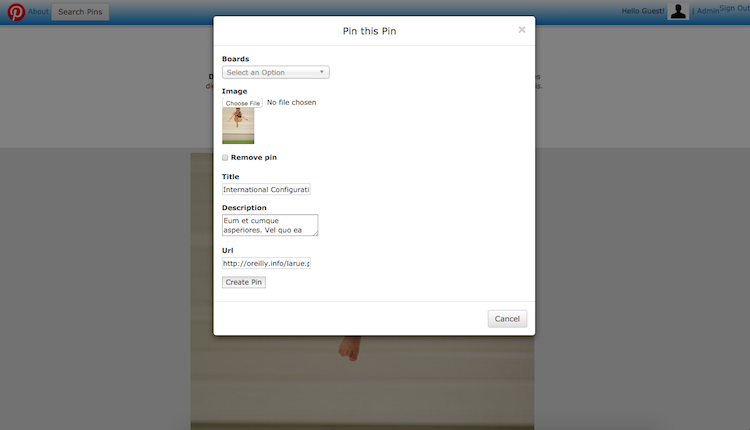 About
Search Pins
Hello Guest!
| Admin
Sign Out
Pin this Pin
×
Boards
Select an Option
Image
Choose File No file chosen
Remove pin
Title
International Configurati
Description
Eum et cumque
asperiores. Vel quo ea
Url
http://oreilly.info/larue.p
Create Pin
Cancel